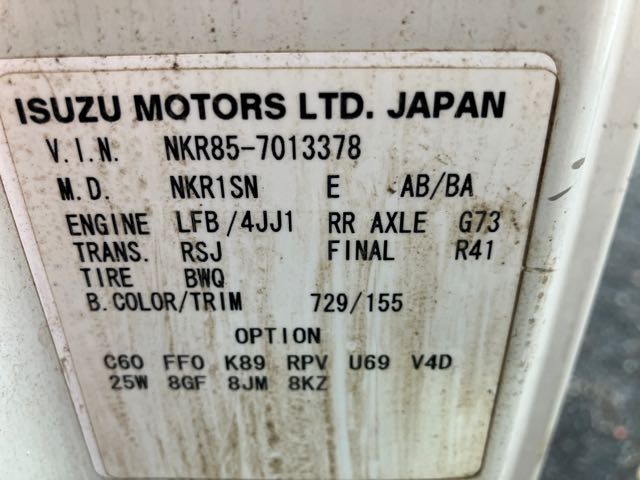 ISUZU MOTORS LTD. JAPAN
V.I.N. NKR85-7013378
M.D. NKR1SN E AB/BA
ENGINE LFB/4JJ1 RR AXLE G73
TRANS. RSJ FINAL R41
TIRE BWQ
B.COLOR/TRIM 729/155
OPTION
C60 FF0 K89 RPV U69 V4D
25W 8GF 8JM 8KZ